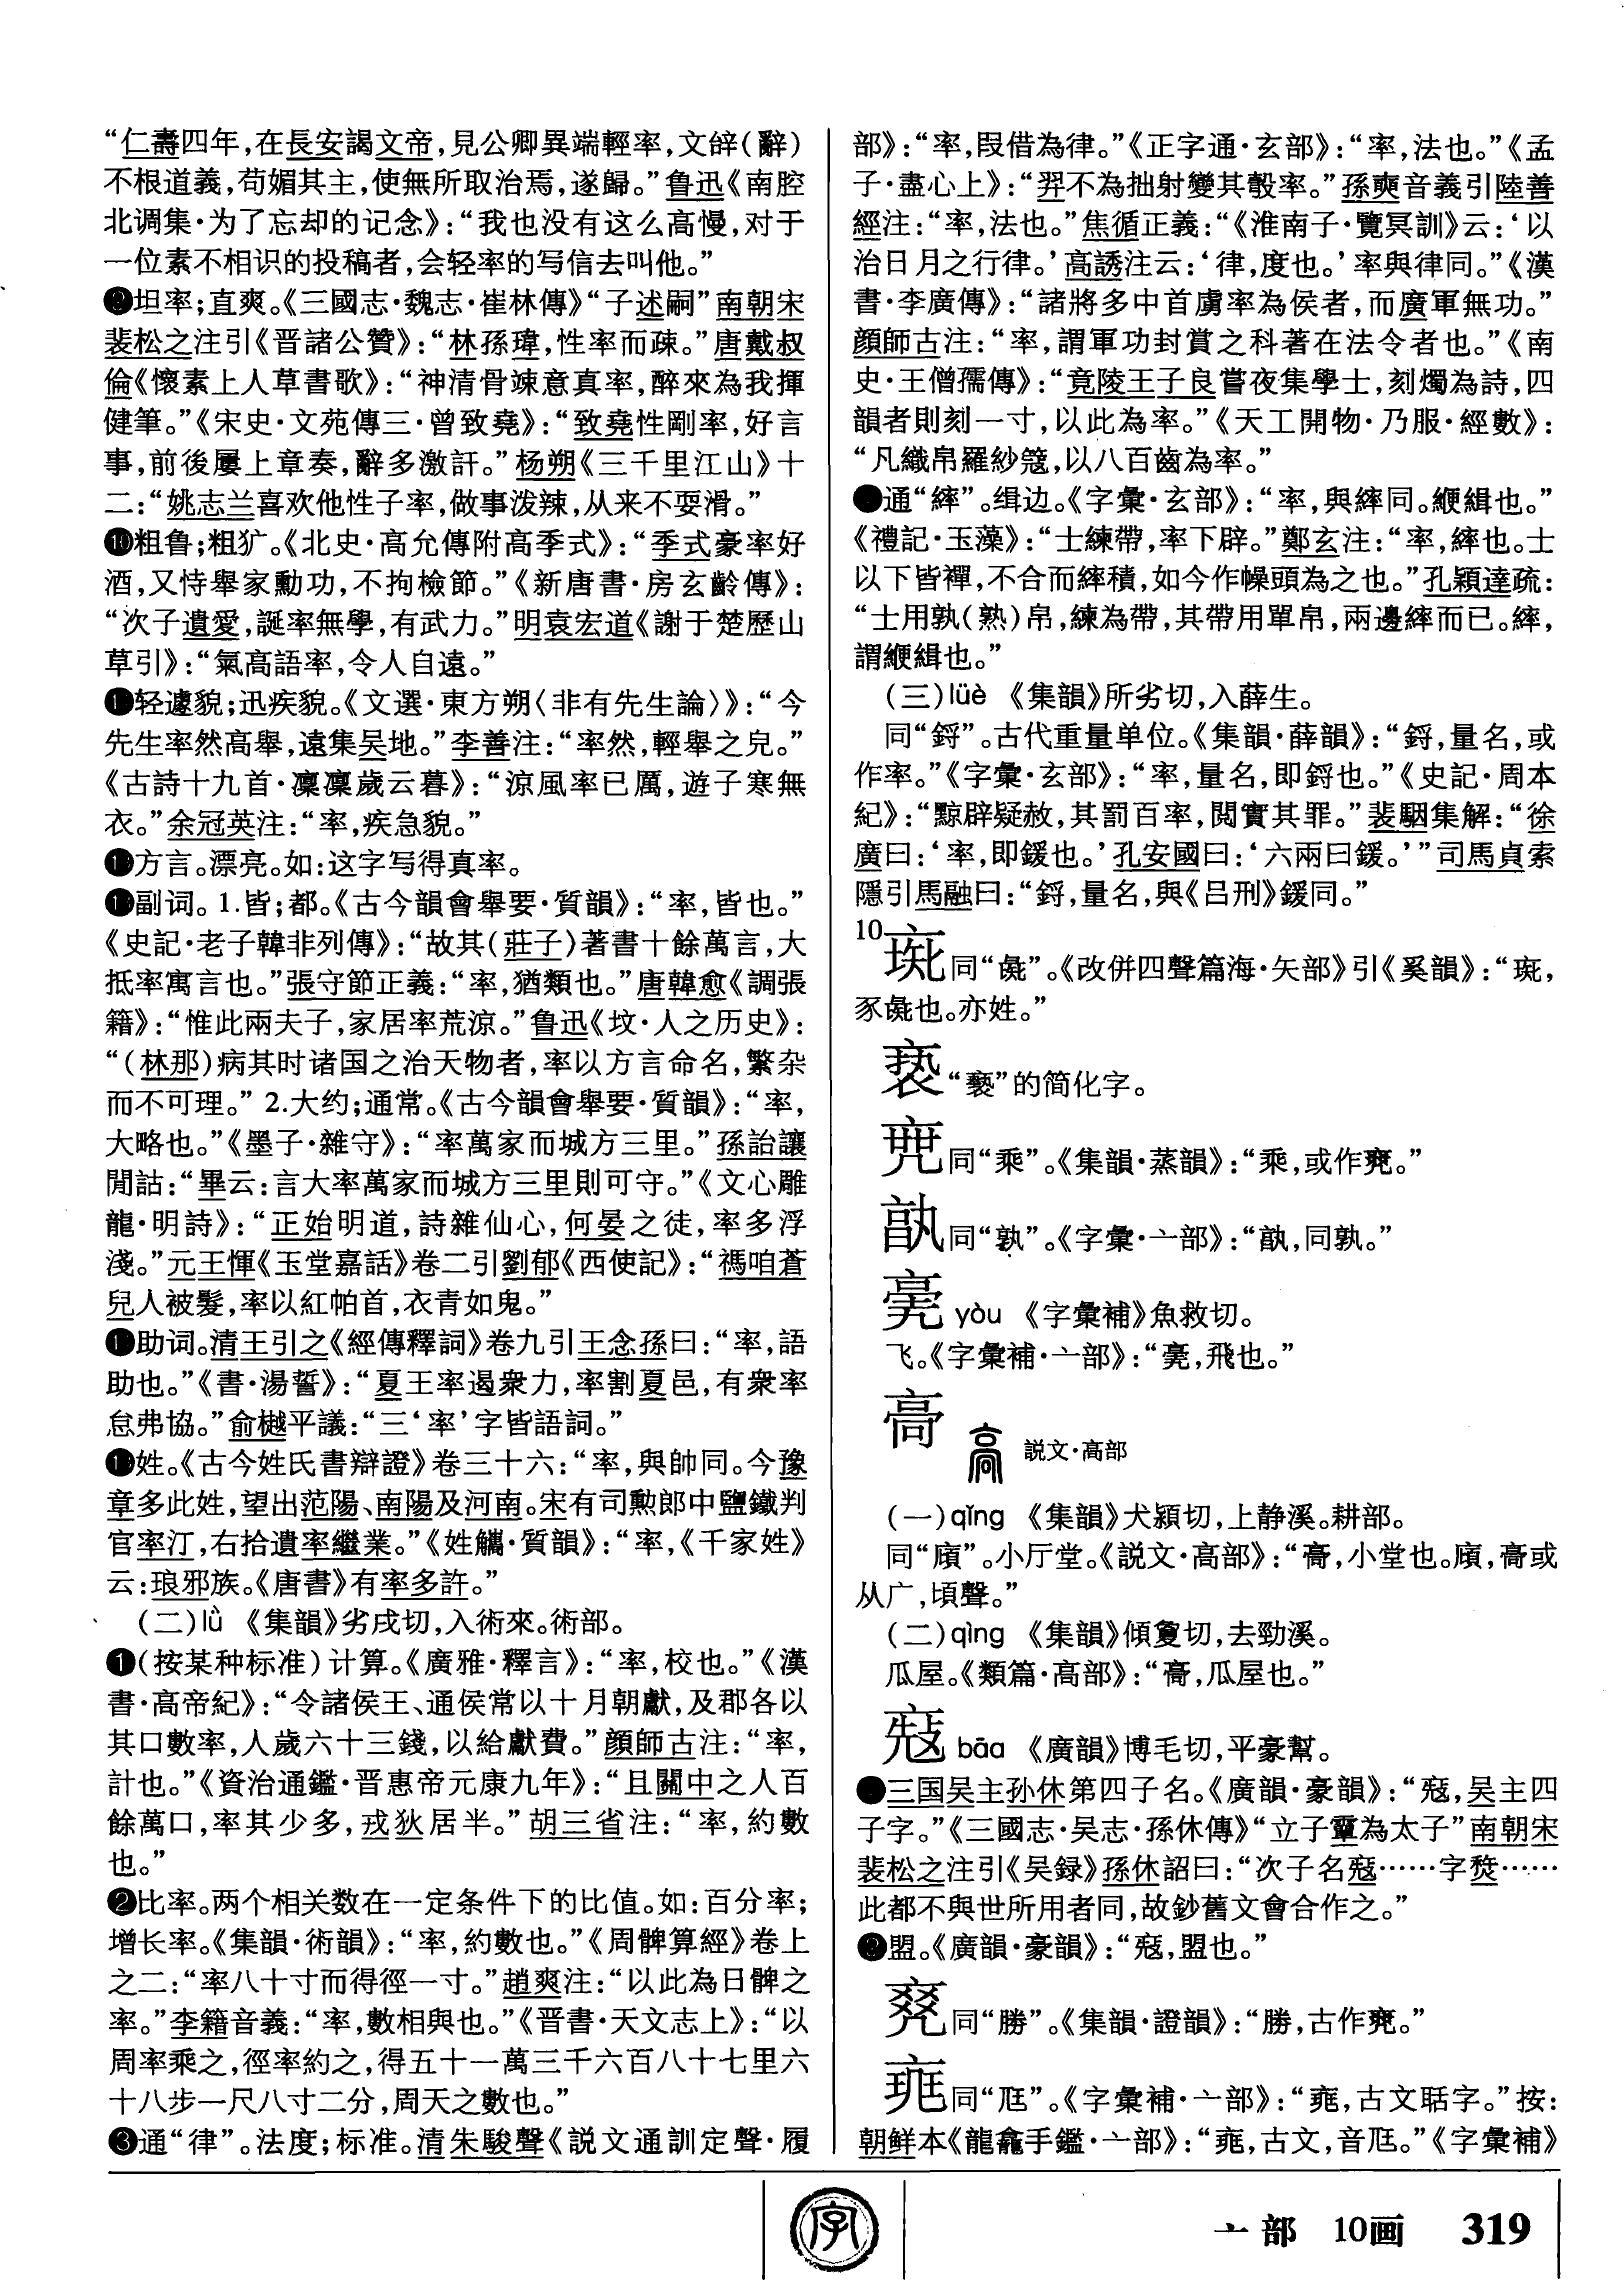 “仁壽四年,在長安謁文帝,見公卿異端輕率,文辝(辭)
不根道義,苟媚其主,使無所取治焉,遂歸。”鲁迅《南腔
北调集·为了忘却的记念》:“我也没有这么高慢,对于
一位素不相识的投稿者,会轻率的写信去叫他。”
❾坦率;直爽。《三國志·魏志·崔林傳》“子述嗣”南朝宋
裴松之注引《晋諸公贊》:“林孫瑋,性率而疎。”唐戴叔
倫《懷素上人草書歌》:“神清骨竦意真率,醉來為我揮
健筆。”《宋史·文苑傳三·曾致堯》:“致堯性剛率,好言
事,前後屢上章奏,辭多激訐。”杨朔《三千里江山》十
二:“姚志兰喜欢他性子率,做事泼辣,从来不耍滑。”
❿粗鲁;粗犷。《北史·高允傳附高季式》:“季式豪率好
酒,又恃舉家勳功,不拘檢節。”《新唐書·房玄齡傳》:
“次子遺愛,誕率無學,有武力。”明袁宏道《謝于楚歷山
草引》:“氣高語率,令人自遠。”
⓫轻遽貌;迅疾貌。《文選·東方朔〈非有先生論〉》:“今
先生率然高舉,遠集吴地。”李善注:“率然,輕舉之皃。”
《古詩十九首·凜凜歲云暮》:“涼風率已厲,遊子寒無
衣。”余冠英注:“率,疾急貌。”
⓬方言。漂亮。如:这字写得真率。
⓭副词。1.皆;都。《古今韻會舉要·質韻》:“率,皆也。”
《史記·老子韓非列傳》:“故其(莊子)著書十餘萬言,大
抵率寓言也。”張守節正義:“率,猶類也。”唐韓愈《調張
籍》:“惟此兩夫子,家居率荒涼。”鲁迅《坟·人之历史》:
“(林那)病其时诸国之治天物者,率以方言命名,繁杂
而不可理。” 2.大约;通常。《古今韻會舉要·質韻》:“率,
大略也。”《墨子·雜守》:“率萬家而城方三里。”孫詒讓
閒詁:“畢云:言大率萬家而城方三里則可守。”《文心雕
龍·明詩》:“正始明道,詩雜仙心,何晏之徒,率多浮
淺。”元王惲《玉堂嘉話》卷二引劉郁《西使記》:“禡咱蒼
兒人被髮,率以紅帕首,衣青如鬼。”
⓮助词。清王引之《經傳釋詞》卷九引王念孫曰:“率,語
助也。”《書·湯誓》:“夏王率遏衆力,率割夏邑,有衆率
怠弗協。”俞樾平議:“三‘率’字皆語詞。”
⓯姓。《古今姓氏書辯證》卷三十六:“率,與帥同。今豫
章多此姓,望出范陽、南陽及河南。宋有司勳郎中鹽鐵判
官率汀,右拾遺率繼業。”《姓觿·質韻》:“率,《千家姓》
云:琅邪族。《唐書》有率多許。”
(二)lǜ 《集韻》劣戌切,入術來。術部。
❶(按某种标准)计算。《廣雅·釋言》:“率,校也。”《漢
書·高帝紀》:“令諸侯王、通侯常以十月朝獻,及郡各以
其口數率,人歲六十三錢,以給獻費。”顔師古注:“率,
計也。”《資治通鑑·晋惠帝元康九年》:“且關中之人百
餘萬口,率其少多,戎狄居半。”胡三省注:“率,約數
也。”
❷比率。两个相关数在一定条件下的比值。如:百分率;
增长率。《集韻·術韻》:“率,約數也。”《周髀算經》卷上
之二:“率八十寸而得徑一寸。”趙爽注:“以此為日髀之
率。”李籍音義:“率,數相與也。”《晋書·天文志上》:“以
周率乘之,徑率約之,得五十一萬三千六百八十七里六
十八步一尺八寸二分,周天之數也。”
❸通“律”。法度;标准。清朱駿聲《説文通訓定聲·履
部》:“率,叚借為律。”《正字通·玄部》:“率,法也。”《孟
子·盡心上》:“羿不為拙射變其彀率。”孫奭音義引陸善
經注:“率,法也。”焦循正義:“《淮南子·覽冥訓》云:‘以
治日月之行律。’高誘注云:‘律,度也。’率與律同。”《漢
書·李廣傳》:“諸將多中首虜率為侯者,而廣軍無功。”
顔師古注:“率,謂軍功封賞之科著在法令者也。”《南
史·王僧孺傳》:“竟陵王子良嘗夜集學士,刻燭為詩,四
韻者則刻一寸,以此為率。”《天工開物·乃服·經數》:
“凡織帛羅紗筬,以八百齒為率。”
❹通“繂”。缉边。《字彙·玄部》:“率,與繂同。緶緝也。”
《禮記·玉藻》:“士練帶,率下辟。”鄭玄注:“率,繂也。士
以下皆襌,不合而繂積,如今作幧頭為之也。”孔穎達疏:
“士用孰(熟)帛,練為帶,其帶用單帛,兩邊繂而已。繂,
謂緶緝也。”
(三)lüè 《集韻》所劣切,入薛生。
同“鋝”。古代重量单位。《集韻·薛韻》:“鋝,量名,或
作率。”《字彙·玄部》:“率,量名,即鋝也。”《史記·周本
紀》:“黥辟疑赦,其罰百率,閲實其罪。”裴駰集解:“徐
廣曰:‘率,即鍰也。’孔安國曰:‘六兩曰鍰。’”司馬貞索
隱引馬融曰:“鋝,量名,與《吕刑》鍰同。”
10
同“彘”。《改併四聲篇海·矢部》引《奚韻》:“
豕彘也。亦姓。”
亵“褻”的简化字。
同“乘”。《集韻·蒸韻》:“乘,或作
同“孰”。《字彙·亠部》:“ ,同孰。”
yòu 《字彙補》魚救切。
飞。《字彙補·亠部》:“ ,飛也。”
髚 説文·高部
(一)qǐng 《集韻》犬潁切,上静溪。耕部。
同“廎”。小厅堂。《説文·高部》:“ ,小堂也。廎, 或
从广,頃聲。”
(二)qìng 《集韻》傾敻切,去勁溪。
瓜屋。《類篇·高部》:“ ,瓜屋也。”
bāo 《廣韻》博毛切,平豪幫。
❶三国吴主孙休第四子名。《廣韻·豪韻》:“ ,吴主四
子字。”《三國志·吴志·孫休傳》“立子𩅦為太子”南朝宋
裴松之注引《吴録》孫休詔曰:“次子名 ……字㷏……
此都不與世所用者同,故鈔舊文會合作之。”
❷盟。《廣韻·豪韻》:“ ,盟也。”
同“勝”。《集韻·證韻》:“勝,古作
同“尩”。《字彙補·亠部》:“ ,古文聒字。”按:
朝鲜本《龍龕手鑑·亠部》:“ ,古文,音尩。”《字彙補》
亠部 10画 319